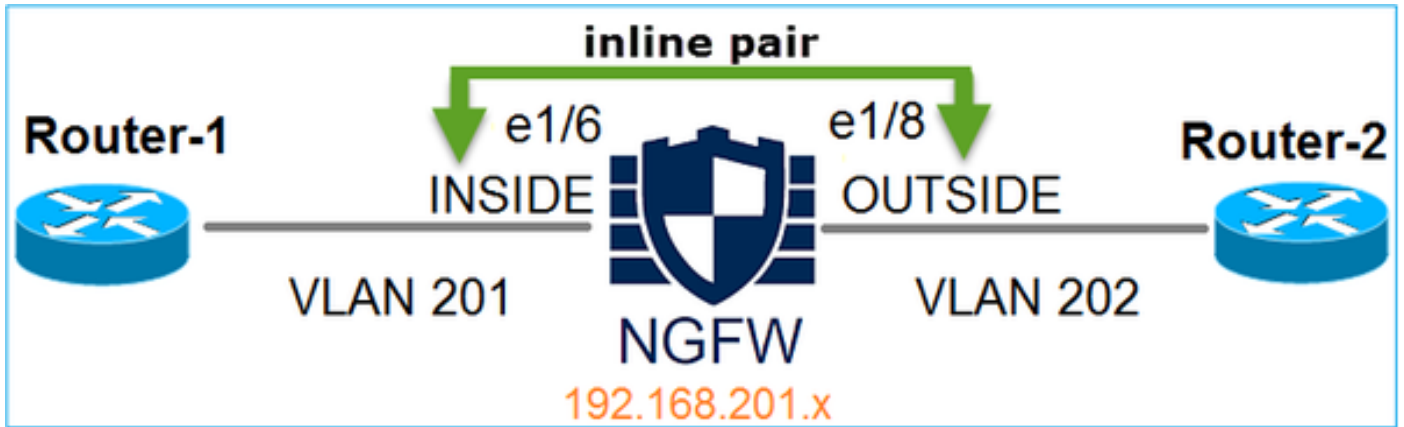 inline pair
Router-1
e1/6
e1/8
Router-2
INSIDE
OUTSIDE
VLAN 201
VLAN 202
NGFW
192.168.201.x